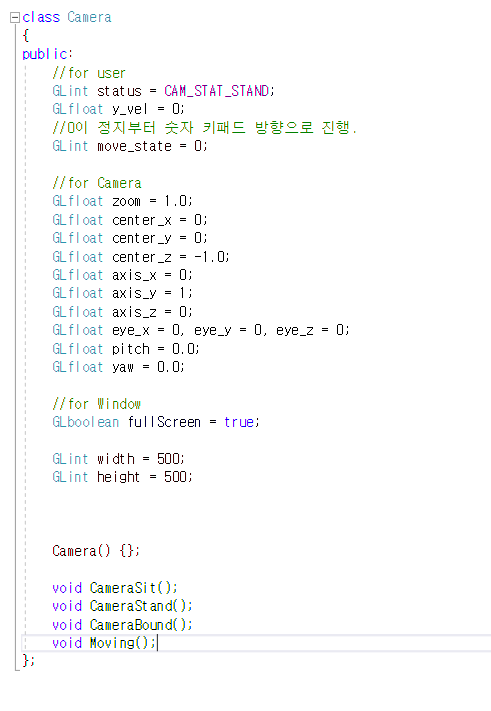 class Camera
{
public:
//for user
GLint status = CAM_STAT_STAND;
GLfloat y_vel = 0;
//0이 정지부터 숫자 키패드 방향으로 진행.
GLint move_state = 0;
//for Camera
GLfloat zoom = 1.0;
GLfloat center_x = 0;
GLfloat center_y = 0;
GLfloat center_z = -1.0;
GLfloat axis_x = 0;
GLfloat axis_y = 1;
GLfloat axis_z = 0;
GLfloat eye_x = 0, eye_y = 0, eye_z = 0;
GLfloat pitch = 0.0;
GLfloat yaw = 0.0;
//for Window
GLboolean fullScreen = true;
GLint width = 500;
GLint height = 500;
Camera() {};
void CameraSit();
void CameraStand();
void CameraBound();
void Moving();
};